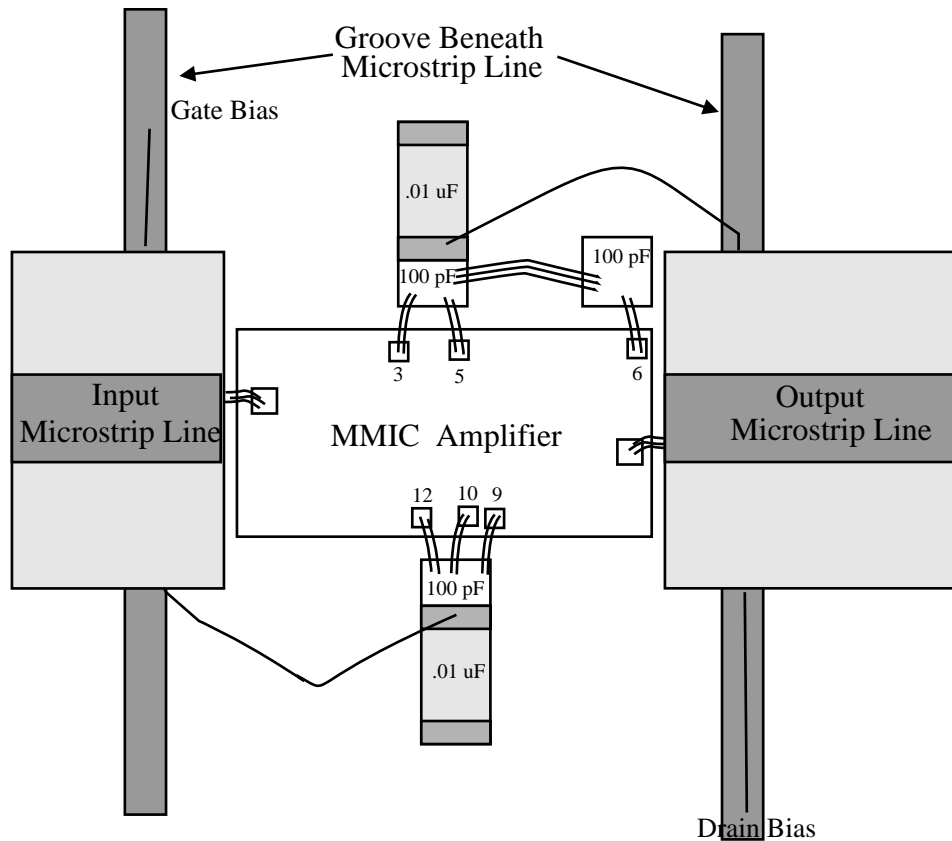 Groove Beneath
Microstrip Line
Gate Bias
.01 uF
100 pF
100 pF
3
5
6
Input
Microstrip Line
Output
Microstrip Line
MMIC Amplifier
12
10
9
100 pF
.01 uF
Drain Bias